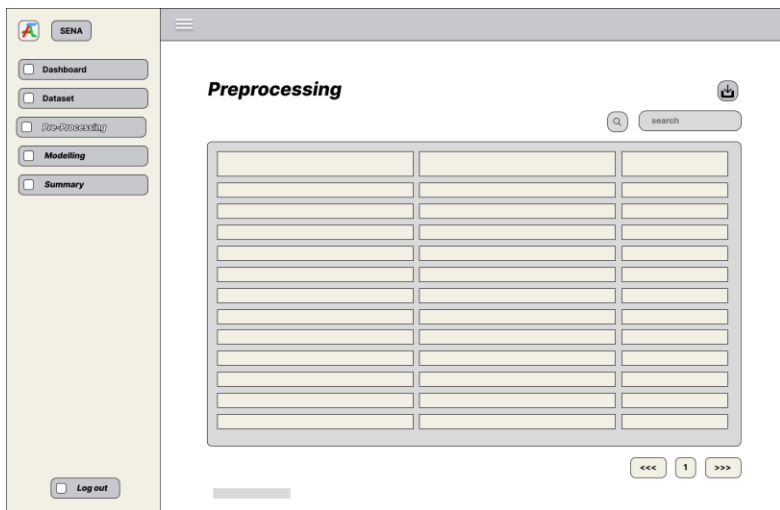 SENA
Dashboard
Dataset
Pre-Processing
Modelling
Summary
Log out
Preprocessing
search
<<< 1 >>>